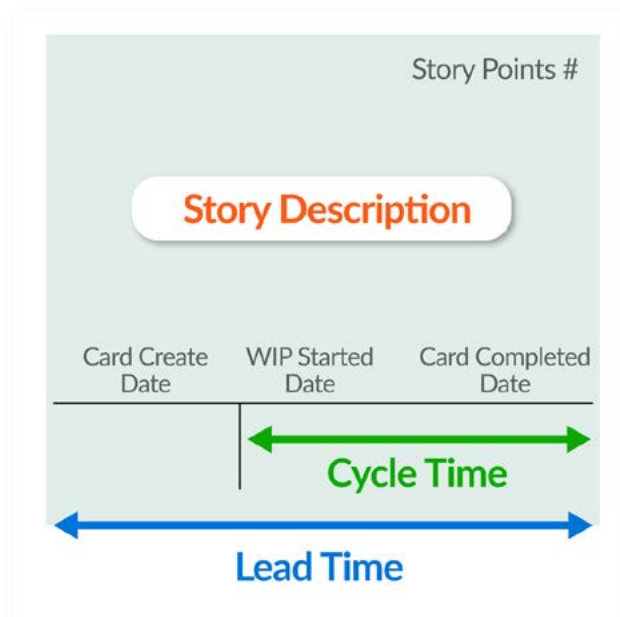 Story Points #
Story Description
Card Create
Date
WIP Started
Date
Card Completed
Date
Cycle Time
Lead Time